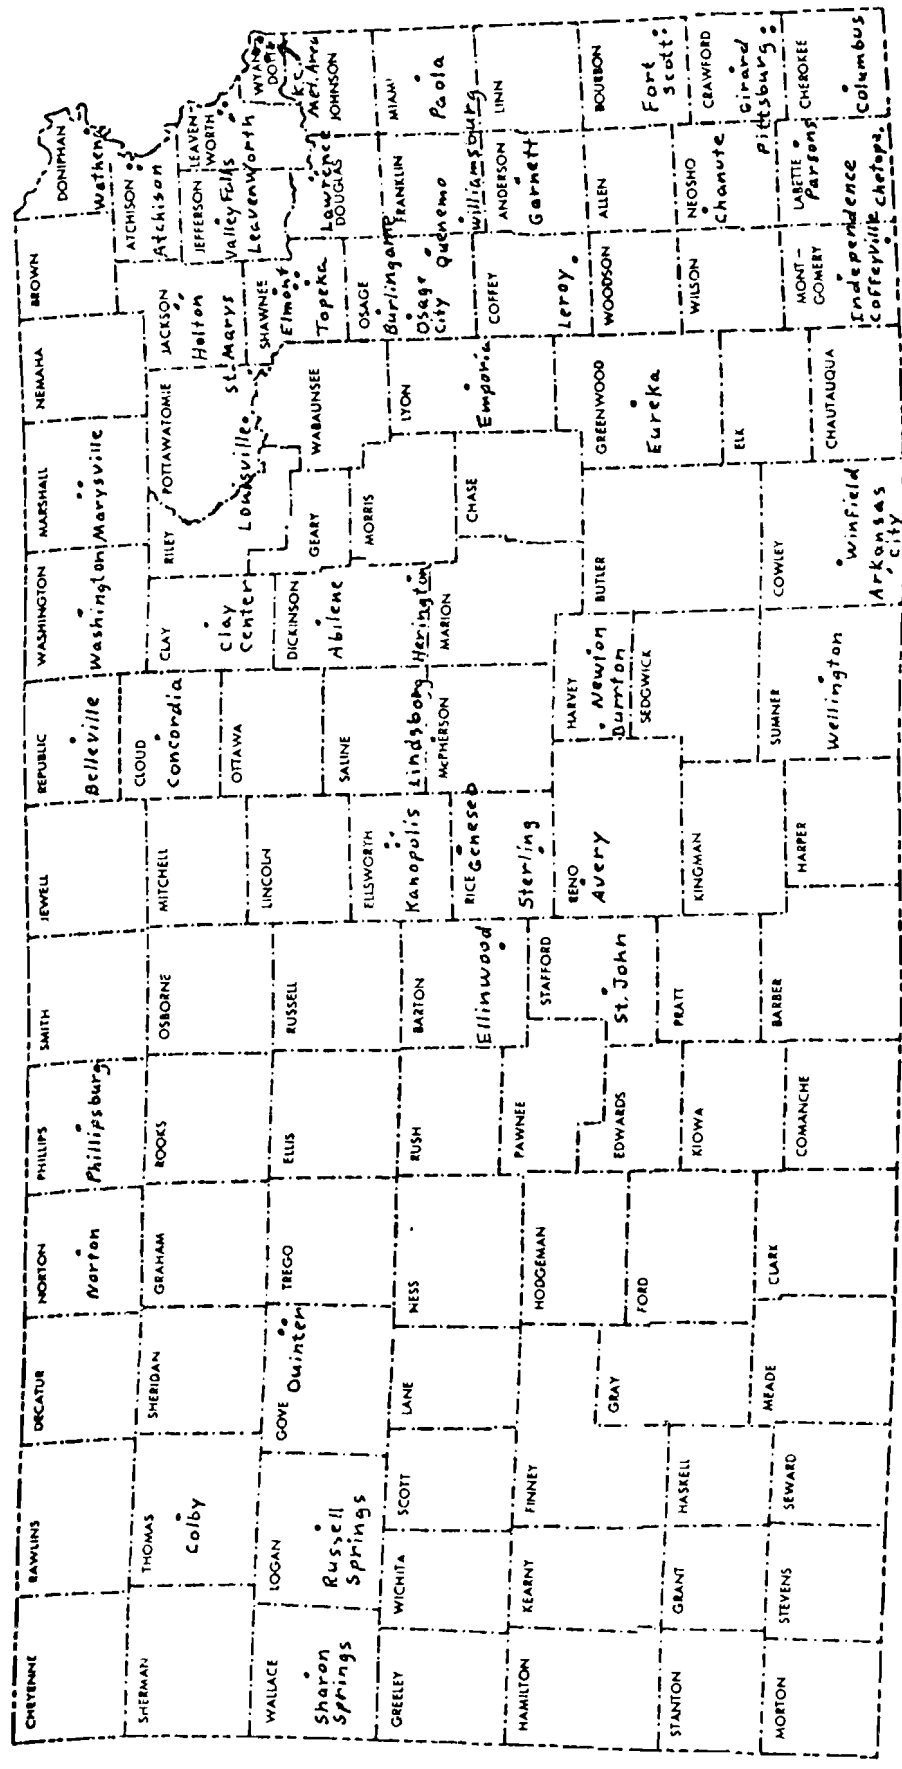 CHEYENNE
RAWLINS
DECATUR
NORTON
Norton
PHILLIPS
Phillipsburg
SMITH
JEWELL
REPUBLIC
Belleville
WASHINGTON
Washington
MARSHALL
Marysville
NEMAHA
BROWN
DONIPHAN
Wathena
SHERMAN
THOMAS
Colby
SHERIDAN
GRAHAM
ROOKS
OSBORNE
MITCHELL
CLOUD
Concordia
CLAY
Clay
Center
RILEY
POTTAWATOMIE
Louisville
St. Marys
JACKSON
Holton
ATCHISON
Atchison
JEFFERSON
Valley Falls
LEAVEN-
WORTH
Leavenworth
WYAN-
DOTTE
K.C.
Met. Area
WALLACE
Sharon
Springs
LOGAN
Russell
Springs
GOVE
Quinter
TREGO
ELLIS
RUSSELL
LINCOLN
OTTAWA
DICKINSON
Abilene
Herington
GEARY
WABAUNSEE
SHAWNEE
Elmont
Topeka
DOUGLAS
Lawrence
JOHNSON
GREELEY
WICHITA
SCOTT
LANE
NESS
RUSH
BARTON
Ellinwood
ELLSWORTH
Kanopolis
SALINE
Lindsborg
MORRIS
LYON
Emporia
OSAGE
Burlingame
Osage
City
Quenemo
FRANKLIN
Williamsburg
MIAMI
Paola
HAMILTON
KEARNY
FINNEY
HODGEMAN
PAWNEE
STAFFORD
St. John
RICE
Geneseo
Sterling
McPHERSON
MARION
CHASE
COFFEY
Leroy
ANDERSON
Garnett
LINN
GRAY
FORD
EDWARDS
RENO
Avery
HARVEY
Newton
Burrton
SEDGWICK
BUTLER
GREENWOOD
Eureka
WOODSON
ALLEN
BOURBON
Fort
Scott
STANTON
GRANT
HASKELL
KIOWA
PRATT
KINGMAN
ELK
WILSON
NEOSHO
Chanute
CRAWFORD
Girard
Pittsburg
MORTON
STEVENS
SEWARD
MEADE
CLARK
COMANCHE
BARBER
HARPER
SUMNER
Wellington
COWLEY
Winfield
Arkansas
City
CHAUTAUQUA
MONT-
GOMERY
Independence
Coffeyville
LABETTE
Parsons
Chetopa
CHEROKEE
Columbus